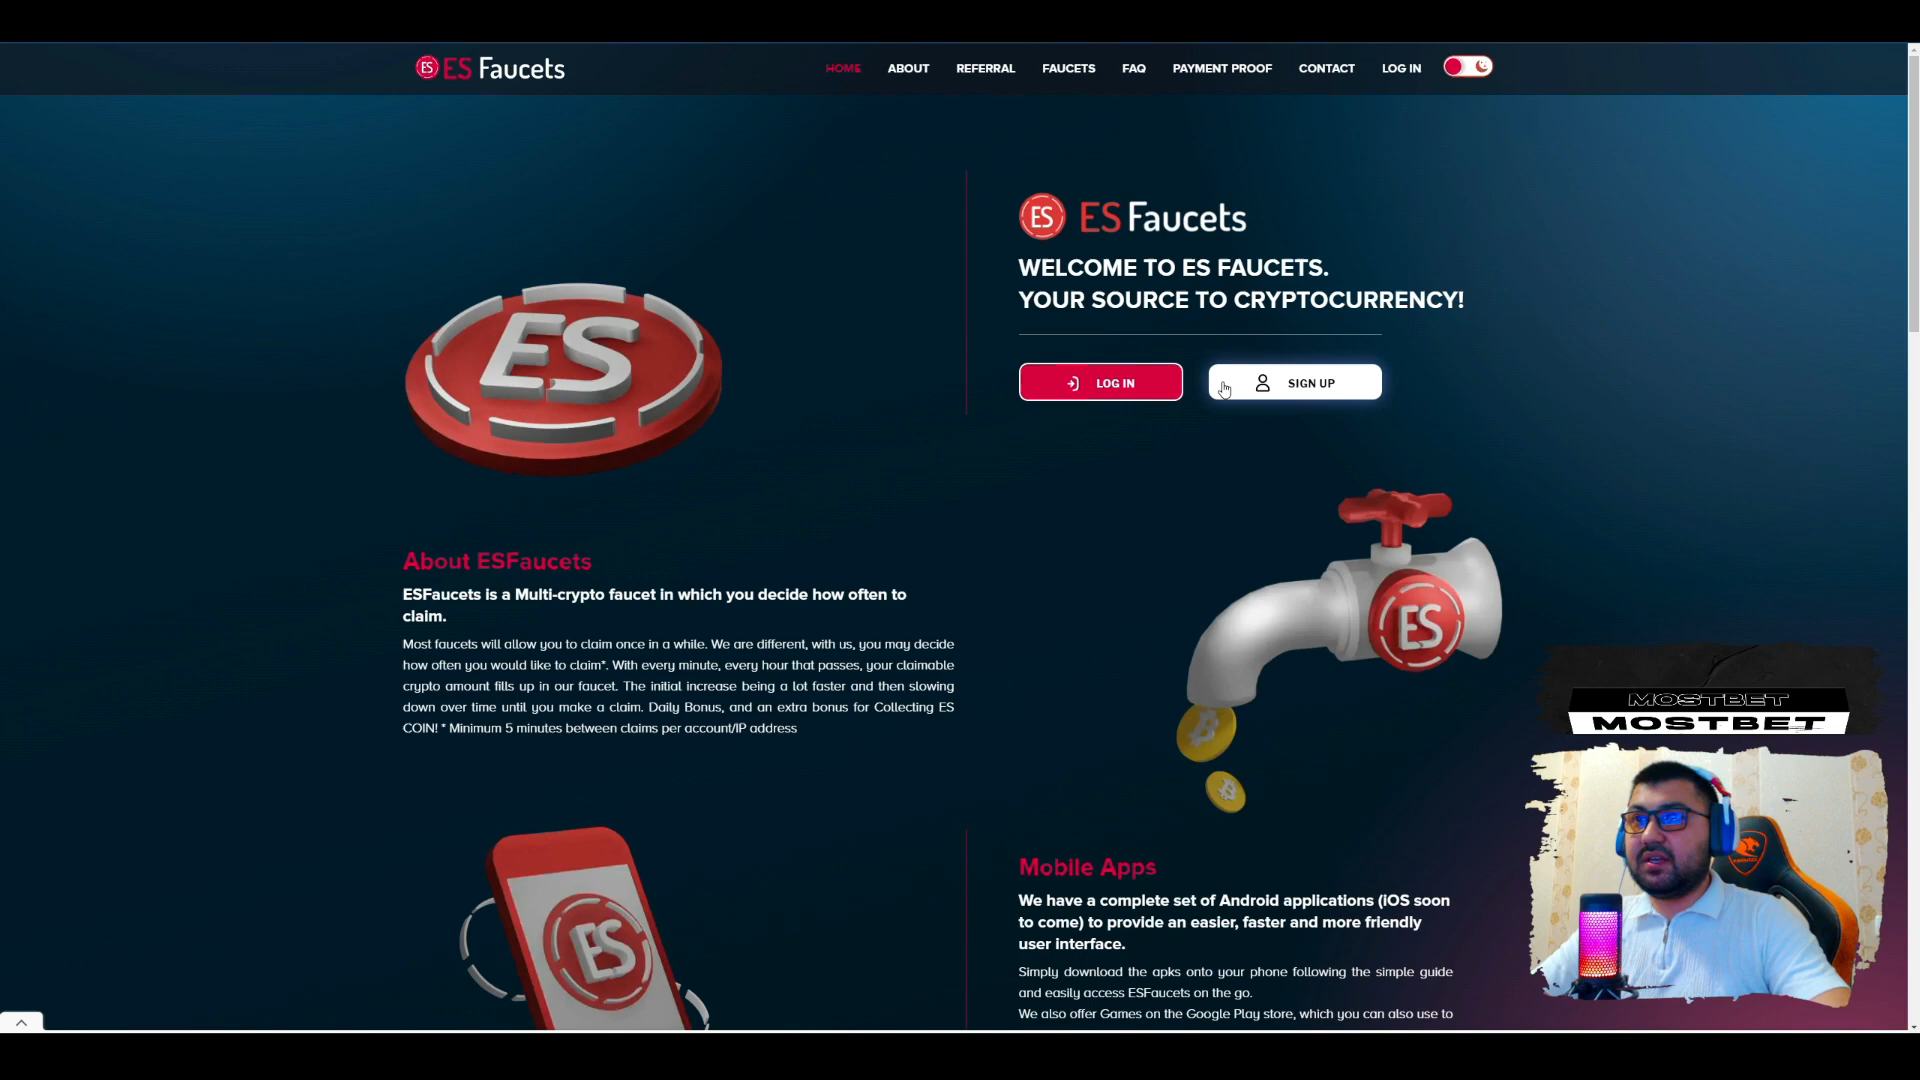 ES ES Faucets
HOME
ABOUT
REFERRAL
FAUCETS
FAQ
PAYMENT PROOF
CONTACT
LOG IN
ES ES Faucets
WELCOME TO ES FAUCETS.
YOUR SOURCE TO CRYPTOCURRENCY!
LOG IN
SIGN UP
ES
About ESFaucets
ESFaucets is a Multi-crypto faucet in which you decide how often to
claim.
Most faucets will allow you to claim once in a while. We are different, with us, you may decide
how often you would like to claim*. With every minute, every hour that passes, your claimable
crypto amount fills up in our faucet. The initial increase being a lot faster and then slowing
down over time until you make a claim. Daily Bonus, and an extra bonus for Collecting ES
COIN! * Minimum 5 minutes between claims per account/IP address
ES
MOSTBET
MOSTBET
ES
Mobile Apps
We have a complete set of Android applications (iOS soon
to come) to provide an easier, faster and more friendly
user interface.
Simply download the apks onto your phone following the simple guide
and easily access ESFaucets on the go.
We also offer Games on the Google Play store, which you can also use to